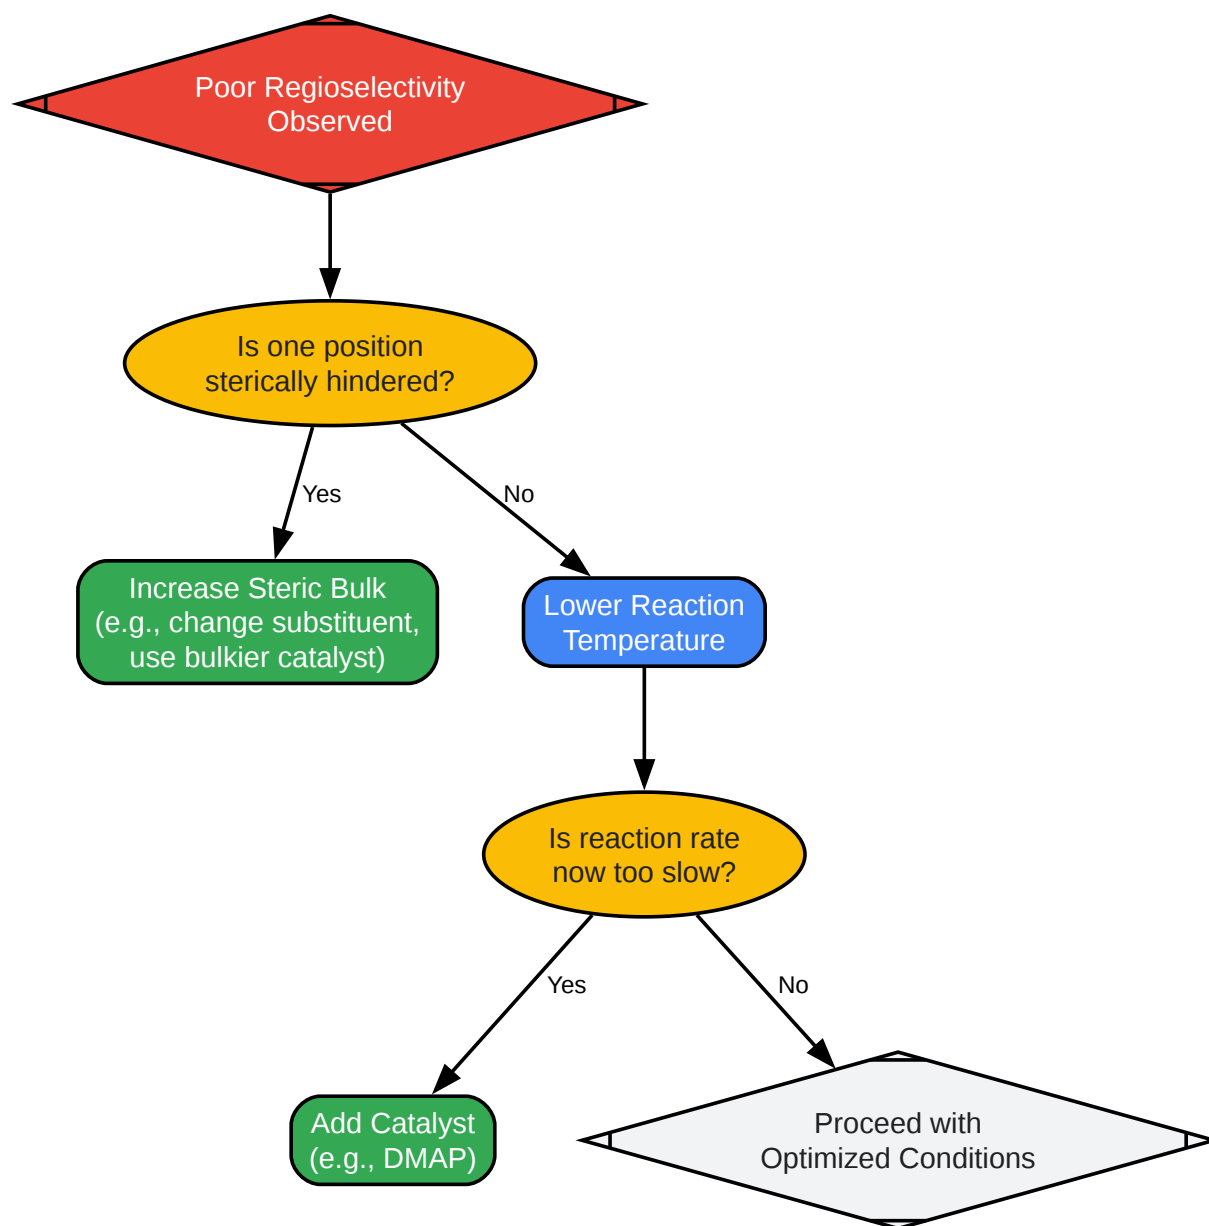 Poor Regioselectivity
Observed
Is one position
sterically hindered?
Yes
No
Increase Steric Bulk
(e.g., change substituent,
use bulkier catalyst)
Lower Reaction
Temperature
Is reaction rate
now too slow?
Yes
No
Add Catalyst
(e.g., DMAP)
Proceed with
Optimized Conditions